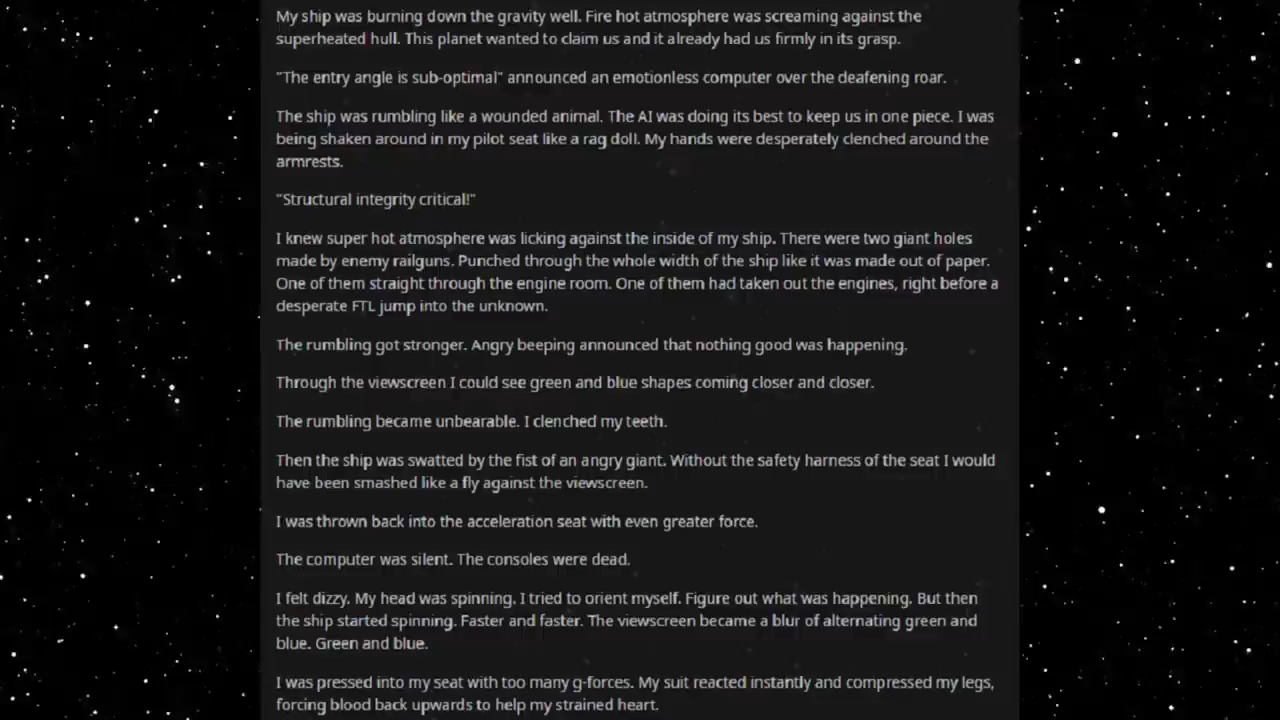 My ship was burning down the gravity well. Fire hot atmosphere was screaming against the
superheated hull. This planet wanted to claim us and it already had us firmly in its grasp.
"The entry angle is sub-optimal" announced an emotionless computer over the deafening roar.
The ship was rumbling like a wounded animal. The AI was doing its best to keep us in one piece. I was
being shaken around in my pilot seat like a rag doll. My hands were desperately clenched around the
armrests.
"Structural integrity critical!"
I knew super hot atmosphere was licking against the inside of my ship. There were two giant holes
made by enemy railguns. Punched through the whole width of the ship like it was made out of paper.
One of them straight through the engine room. One of them had taken out the engines, right before a
desperate FTL jump into the unknown.
The rumbling got stronger. Angry beeping announced that nothing good was happening.
Through the viewscreen I could see green and blue shapes coming closer and closer.
The rumbling became unbearable. I clenched my teeth.
Then the ship was swatted by the fist of an angry giant. Without the safety harness of the seat I would
have been smashed like a fly against the viewscreen.
I was thrown back into the acceleration seat with even greater force.
The computer was silent. The consoles were dead.
I felt dizzy. My head was spinning. I tried to orient myself. Figure out what was happening. But then
the ship started spinning. Faster and faster. The viewscreen became a blur of alternating green and
blue. Green and blue.
I was pressed into my seat with too many g-forces. My suit reacted instantly and compressed my legs,
forcing blood back upwards to help my strained heart.